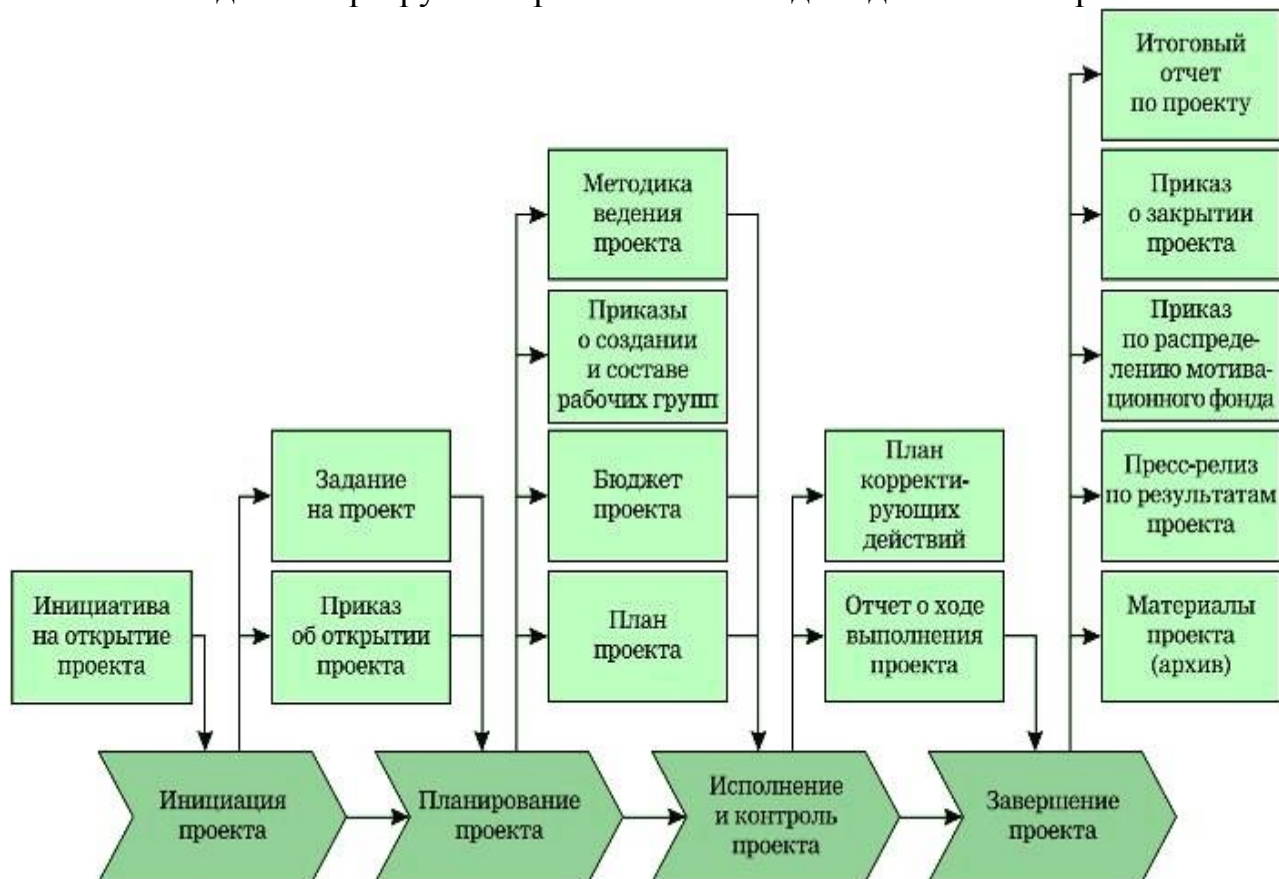 Итоговый
отчет
по проекту
Методика
ведения
проекта
Приказ
о закрытии
проекта
Приказы
о создании
и составе
рабочих групп
Приказ
по распреде-
лению мотива-
ционного фонда
Задание
на проект
Бюджет
проекта
План
корректи-
рующих
действий
Пресс-релиз
по результатам
проекта
Инициатива
на открытие
проекта
Приказ
об открытии
проекта
План
проекта
Отчет о ходе
выполнения
проекта
Материалы
проекта
(архив)
Инициация
проекта
Планирование
проекта
Исполнение
и контроль
проекта
Завершение
проекта